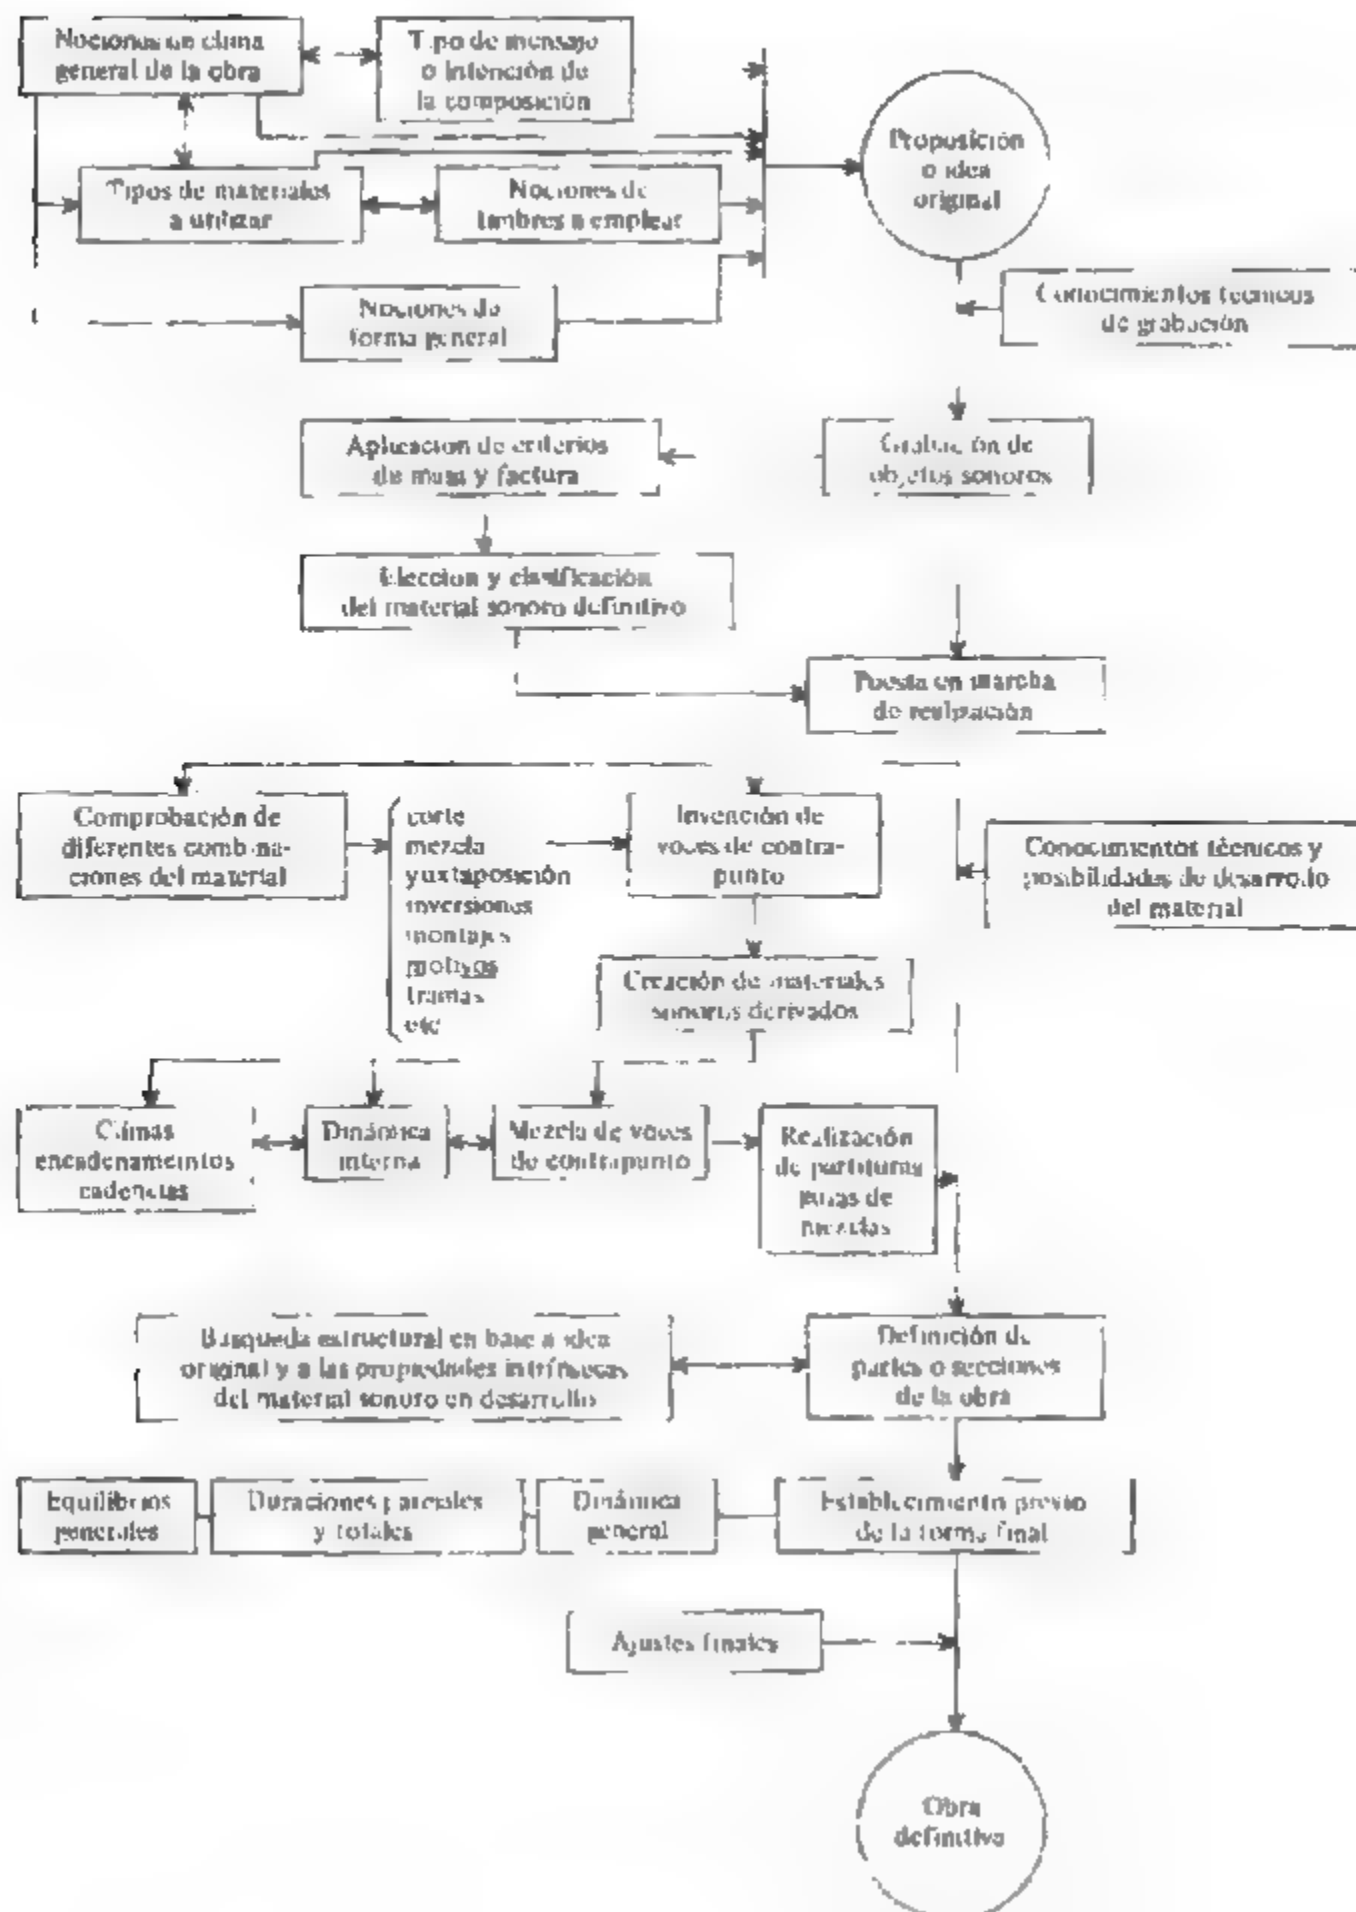 Nociones de clima
general de la obra
Tipo de mensaje
o intención de
la composición
Proposición
o idea
original
Tipos de materiales
a utilizar
Nociones de
timbres a emplear
Nociones de
forma general
Conocimientos técnicos
de grabación
Aplicación de criterios
de masa y factura
Grabación de
objetos sonoros
Elección y clasificación
del material sonoro definitivo
Puesta en marcha
de realización
Comprobación de
diferentes combina-
ciones del material
corte
mezcla
yuxtaposición
inversiones
montajes
motivos
tramas
etc
Invención de
voces de contra-
punto
Conocimientos técnicos y
posibilidades de desarrollo
del material
Creación de materiales
sonoros derivados
Climas
encadenameintos
cadencias
Dinámica
interna
Mezcla de voces
de contrapunto
Realización
de partituras
guías de
mezclas
Búsqueda estructural en base a idea
original y a las propiedades intrínsecas
del material sonoro en desarrollo
Definición de
partes o secciones
de la obra
Equilibrios
generales
Duraciones parciales
y totales
Dinámica
general
Establecimiento previo
de la forma final
Ajustes finales
Obra
definitiva